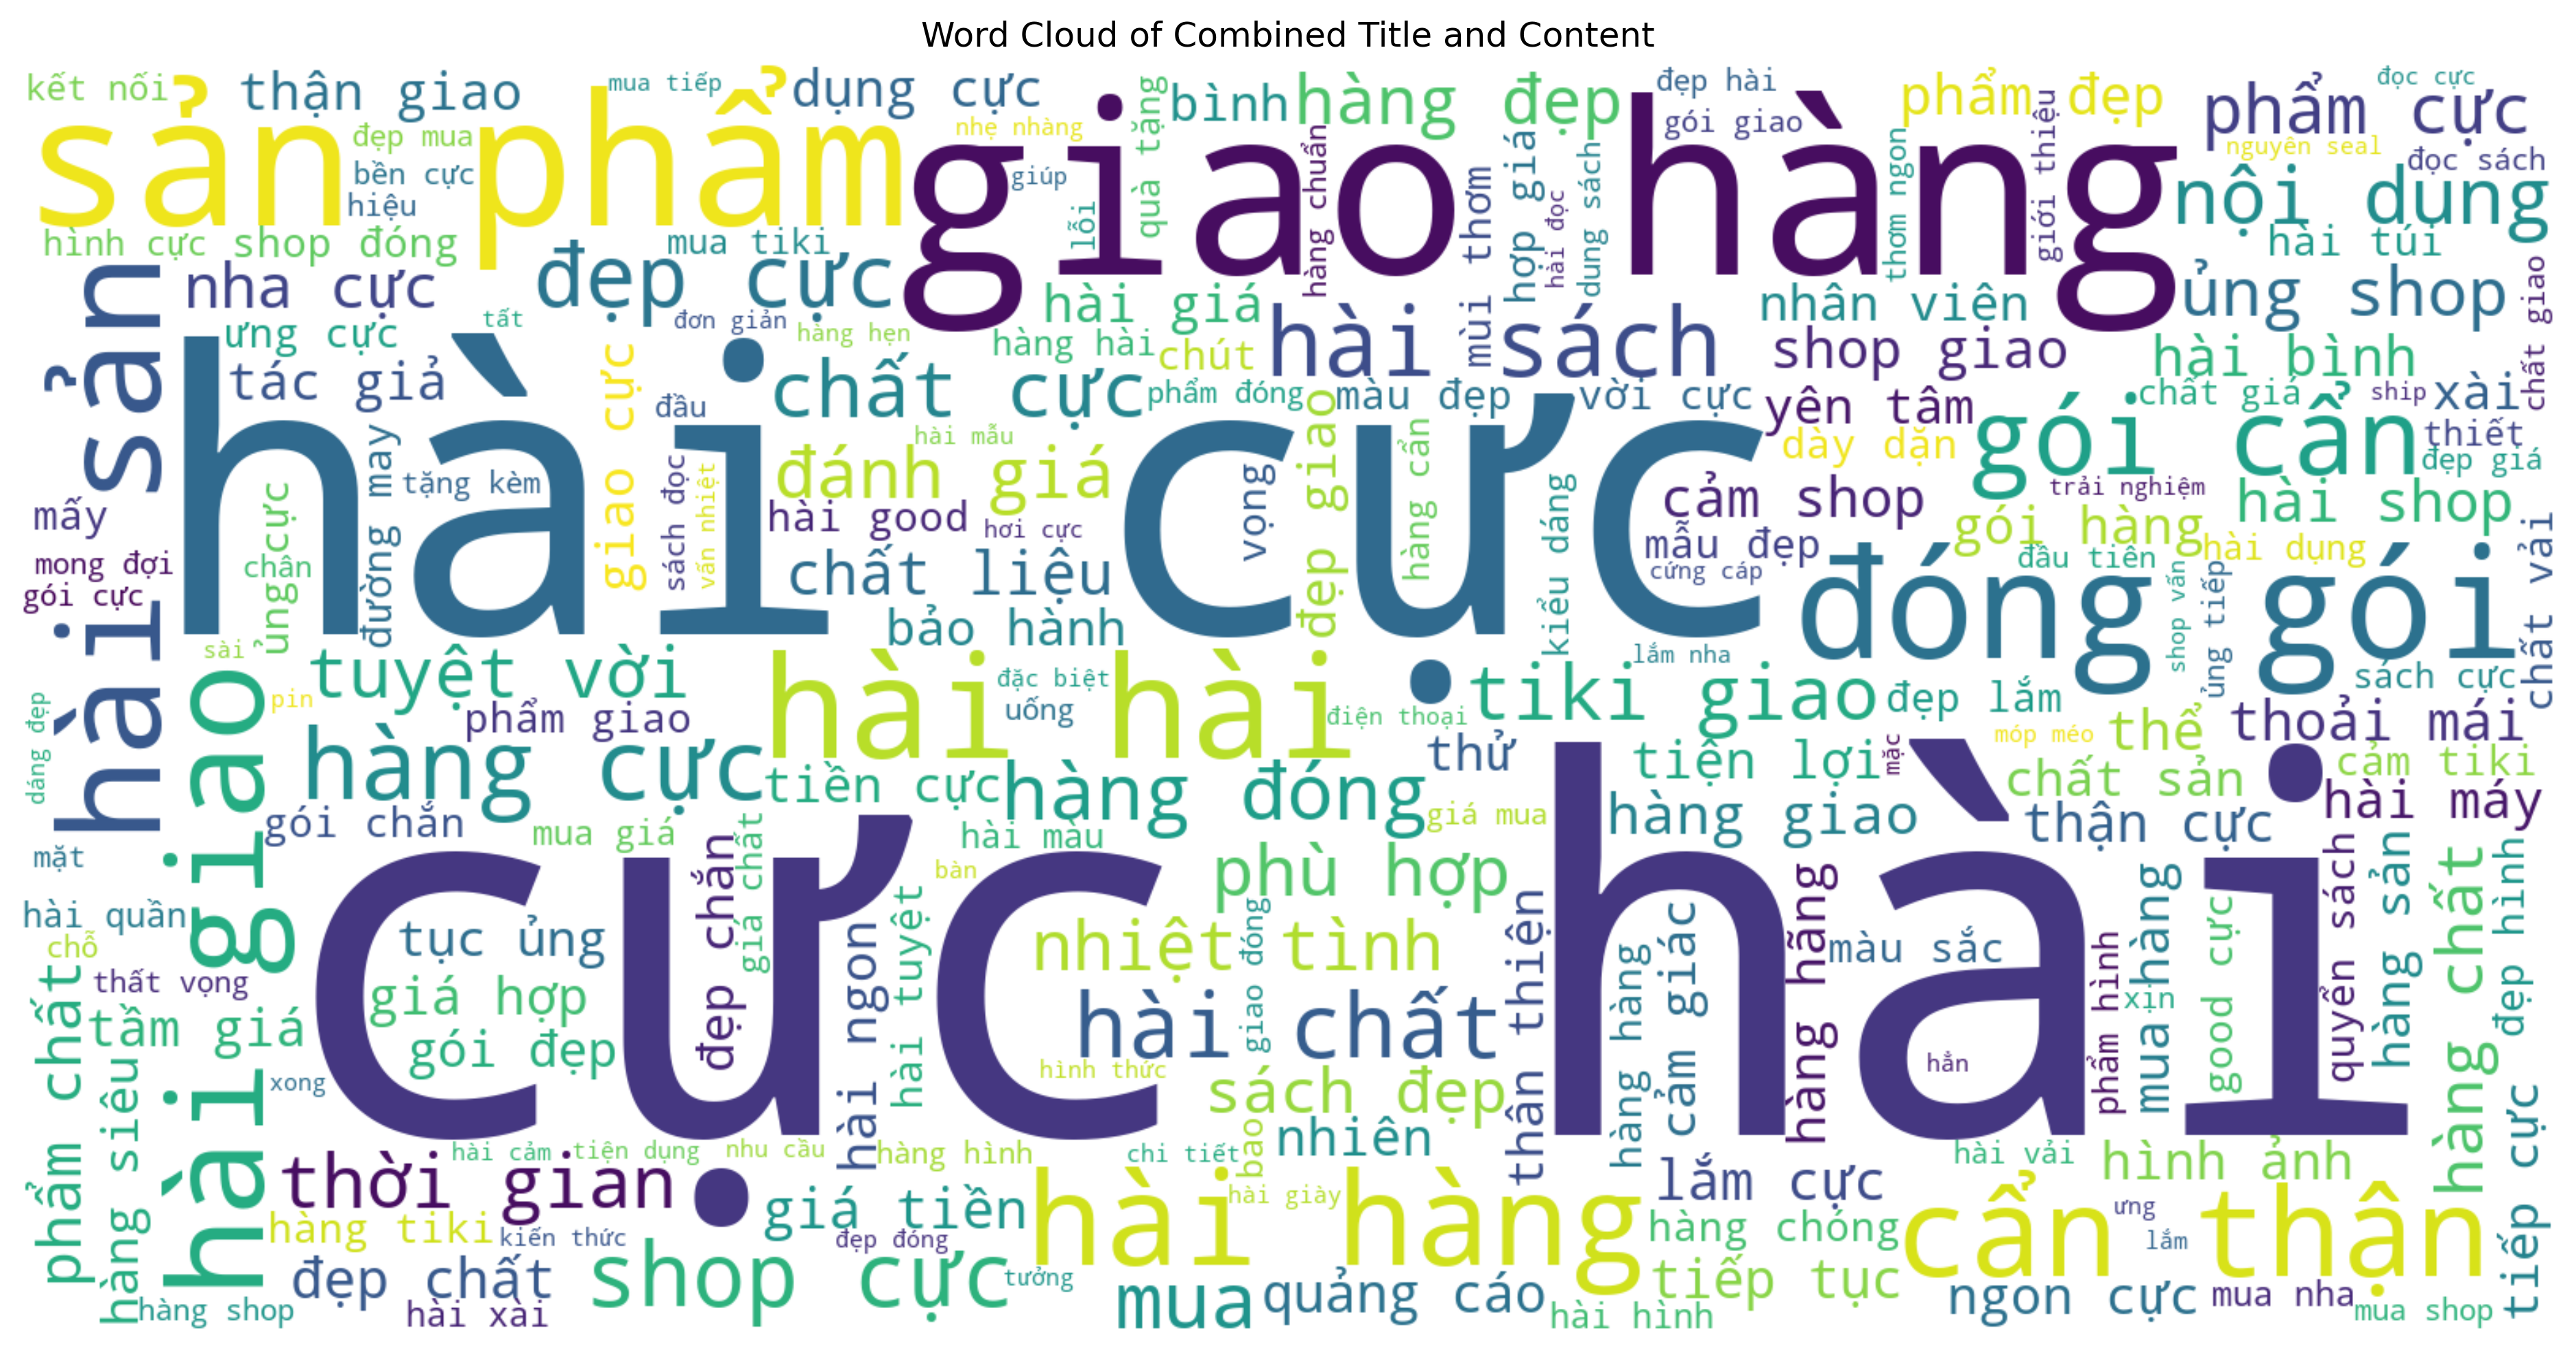 Word Cloud of Combined Title and Content
kết nối
thận giao
mua tiếp
dụng cực
quà tặng
bình
hàng đẹp
đẹp hài
phẩm đẹp
phẩm cực
đọc cực
sản phẩm
đẹp mua
nhẹ nhàng
giao hàng
gói giao
nguyên seal
đọc sách
bền cực
hiệu
giúp
lỗi
hàng chuẩn
mùi thơm
hợp giá
hài đọc
dung sách
thơm ngon
giới thiệu
nội dung
hình cực
shop đóng
mua tiki
hài túi
hài sản
nha cực
đẹp cực
hài giá
nhân viên
ủng shop
chất giao
ưng cực
tất
đơn giản
hàng hẹn
hàng hài
chút
hài sách
shop giao
hài bình
tác giả
giao cực
đầu
chất cực
phẩm đóng
màu đẹp
vời cực
yên tâm
chất giá
ship
xài
hài cực
hài mẫu
dày dặn
gói cẩn
thiết
đẹp giá
mấy
ủng cực
đường may
tặng kèm
sách đọc
vấn nhiệt
đánh giá
vọng
đẹp giao
hàng cẩn
kiểu dáng
cảm shop
trải nghiệm
hài shop
hài good
hơi cực
gói hàng
mong đợi
chân
mẫu đẹp
đầu tiên
hài dụng
gói cực
chất liệu
cứng cáp
đóng gói
shop vấn
ủng tiếp
chất vải
bảo hành
sài
tuyệt vời
hài hài
đặc biệt
lắm nha
sách cực
hài giao
pin
phẩm giao
uống
điện thoại
tiki giao
đẹp lắm
thể
thoải mái
móp méo
dáng đẹp
hàng cực
tiền cực
hàng đóng
thử
tiện lợi
mặc
chất sản
cảm tiki
gói chắn
mua giá
giá chất
hài màu
giá mua
hàng giao
thận cực
hài máy
mặt
cực hài
đẹp chắn
bàn
phù hợp
hài quần
chỗ
tục ủng
hài ngon
hài tuyệt
nhiệt tình
giao đóng
thân thiện
hàng hàng
cảm giác
hàng hãng
màu sắc
phẩm hình
mua hàng
xịn
good cực
quyển sách
hàng sản
hàng chất
đẹp hình
thất vọng
phẩm chất
giá hợp
hài chất
tầm giá
gói đẹp
hình thức
hẳn
xong
hàng siêu
sách đẹp
tiếp cực
hài cảm
tiện dụng
nhu cầu
hàng hình
chi tiết
bao
nhiên
hài vải
hình ảnh
thời gian
giá tiền
hài hàng
hài giày
lắm cực
cẩn thận
ưng
lắm
hàng tiki
kiến thức
đẹp đóng
hàng chóng
đẹp chất
shop cực
tưởng
mua
quảng cáo
tiếp tục
ngon cực
mua nha
mua shop
hàng shop
hài xài
hài hình